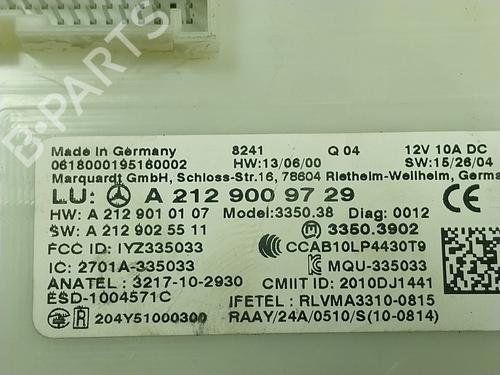 B-PARTS
Made in Germany 8241 Q 04 12V 10A DC
0618000195160002 HW:13/06/00 SW:15/26/04
Marquardt GmbH, Schloss-Str.16, 78604 Rietheim-Weilheim, Germa
LU: A 212 900 97 29 CE
HW: A 212 901 01 07 Model:3350.38 Diag: 0012
SW: A 212 902 55 11 3350.3902
FCC ID: IYZ335033 CCAB10LP4430T9
IC: 2701A-335033 MQU-335033
ANATEL: 3217-10-2930 CMIIT ID: 2010DJ1441
ESD-1004571C IFETEL: RLVMA3310-0815
R 204Y51000300 RAAY/24A/0510/S(10-0814)